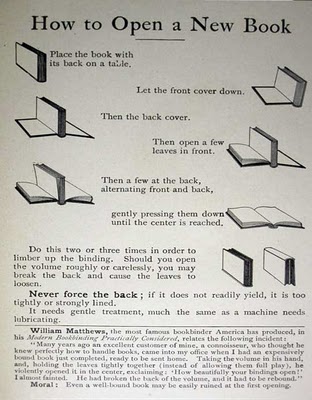 How to Open a New Book
Place the book with
its back on a table.
Let the front cover down.
Then the back cover.
Then open a few
leaves in front.
Then a few at the back,
alternating front and back,
gently pressing them down
until the center is reached.
Do this two or three times in order to
limber up the binding. Should you open
the volume roughly or carelessly, you may
break the back and cause the leaves to
loosen.
Never force the back; if it does not readily yield, it is too
tightly or strongly lined.
It needs gentle treatment, much the same as a machine needs
lubricating.
William Matthews, the most famous bookbinder America has produced, in
his Modern Bookbinding Practically Considered, relates the following incident:
"Many years ago an excellent customer of mine, a connoisseur, who thought he
knew perfectly how to handle books, came into my office when I had an expensively
bound book just completed, ready to be sent home. Taking the volume in his hand,
and, holding the leaves tightly together (instead of allowing them full play), he
violently opened it in the center, exclaiming: "How beautifully your bindings open!"
I almost fainted. He had broken the back of the volume, and it had to be rebound."
Moral: Even a well-bound book may be easily ruined at the first opening.